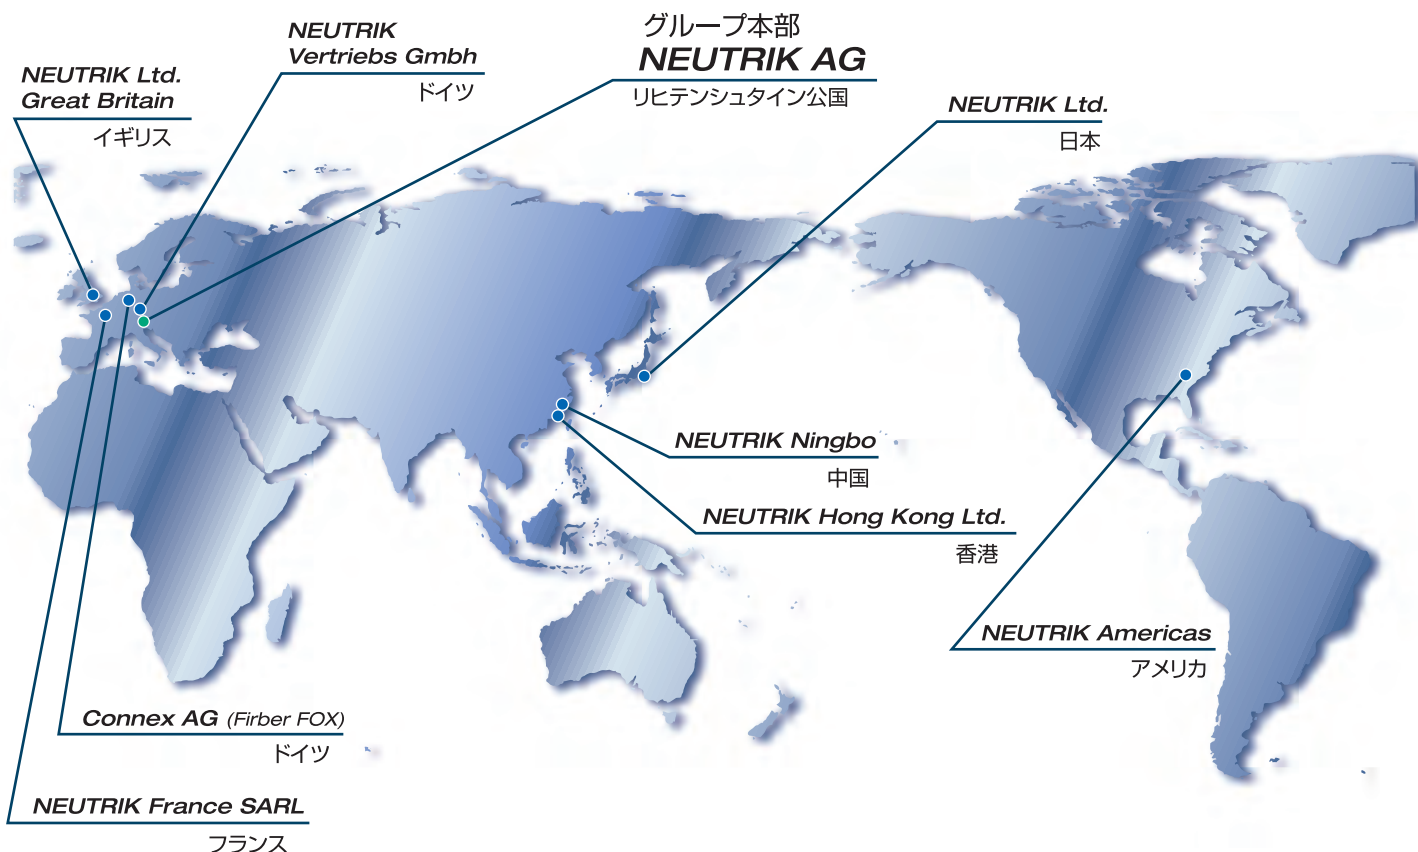 グループ本部
NEUTRIK AG
リヒテンシュタイン公国
NEUTRIK
Vertriebs Gmbh
ドイツ
NEUTRIK Ltd.
Great Britain
イギリス
NEUTRIK Ltd.
日本
NEUTRIK Ningbo
中国
NEUTRIK Hong Kong Ltd.
香港
NEUTRIK Americas
アメリカ
Connex AG (Firber FOX)
ドイツ
NEUTRIK France SARL
フランス